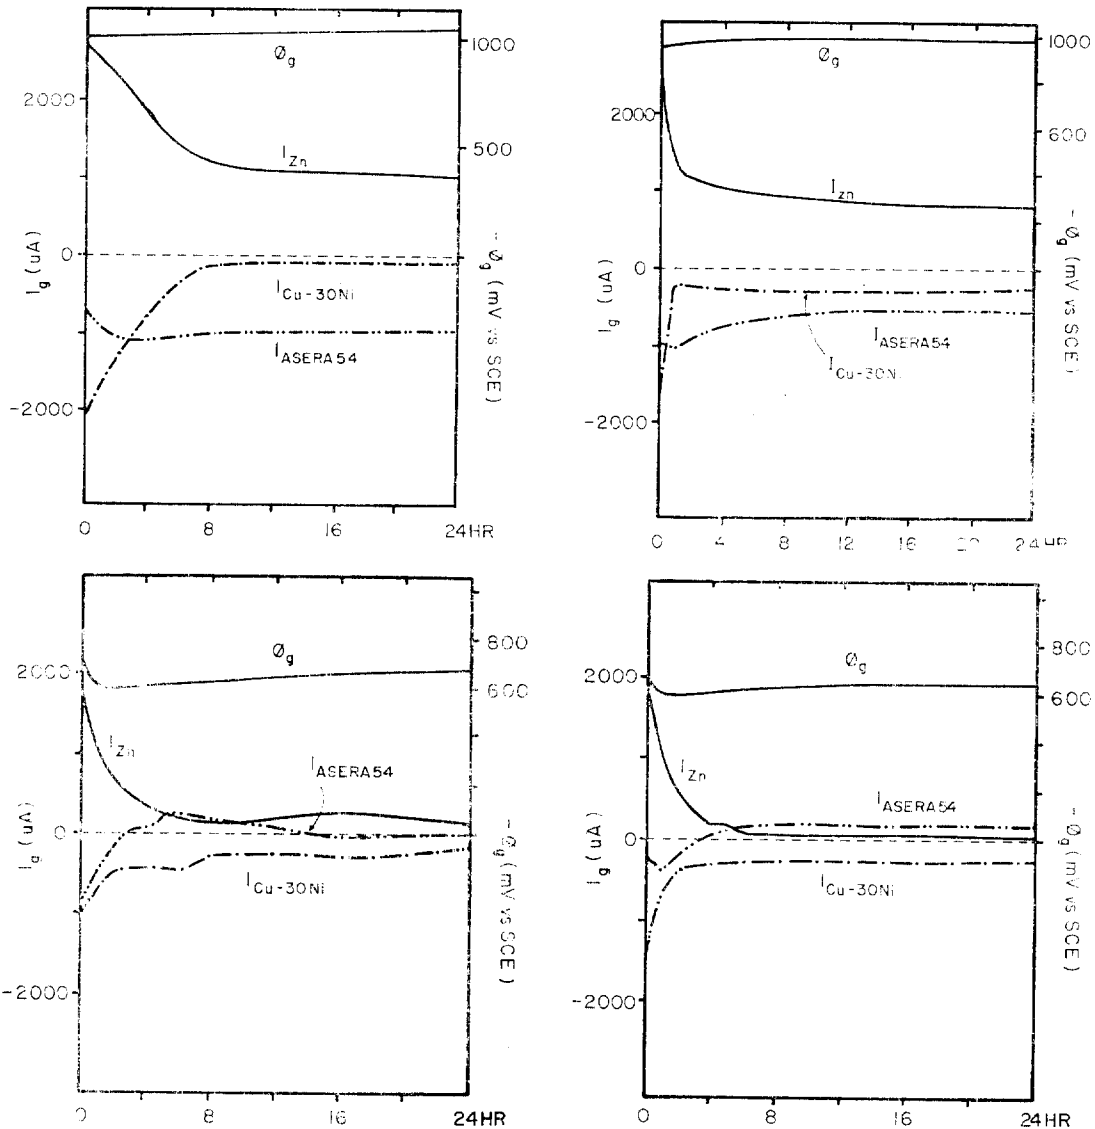 Øg
1000
2000
IZn
500
0
Ig (uA)
ICu-30Ni
IASERA54
-2000
-Øg (mV vs SCE)
0 8 16 24HR
Øg
1000
2000
600
IZn
0
Ig (uA)
IASERA54
ICu-30Ni
-2000
-Øg (mV vs SCE)
0 4 8 12 16 24HR
Øg
800
2000
600
IZn
IASERA54
0
Ig (uA)
ICu-30Ni
-2000
-Øg (mV vs SCE)
0 8 16 24HR
Øg
800
2000
600
IZn
IASERA54
0
Ig (uA)
ICu-30Ni
-2000
-Øg (mV vs SCE)
0 8 16 24HR